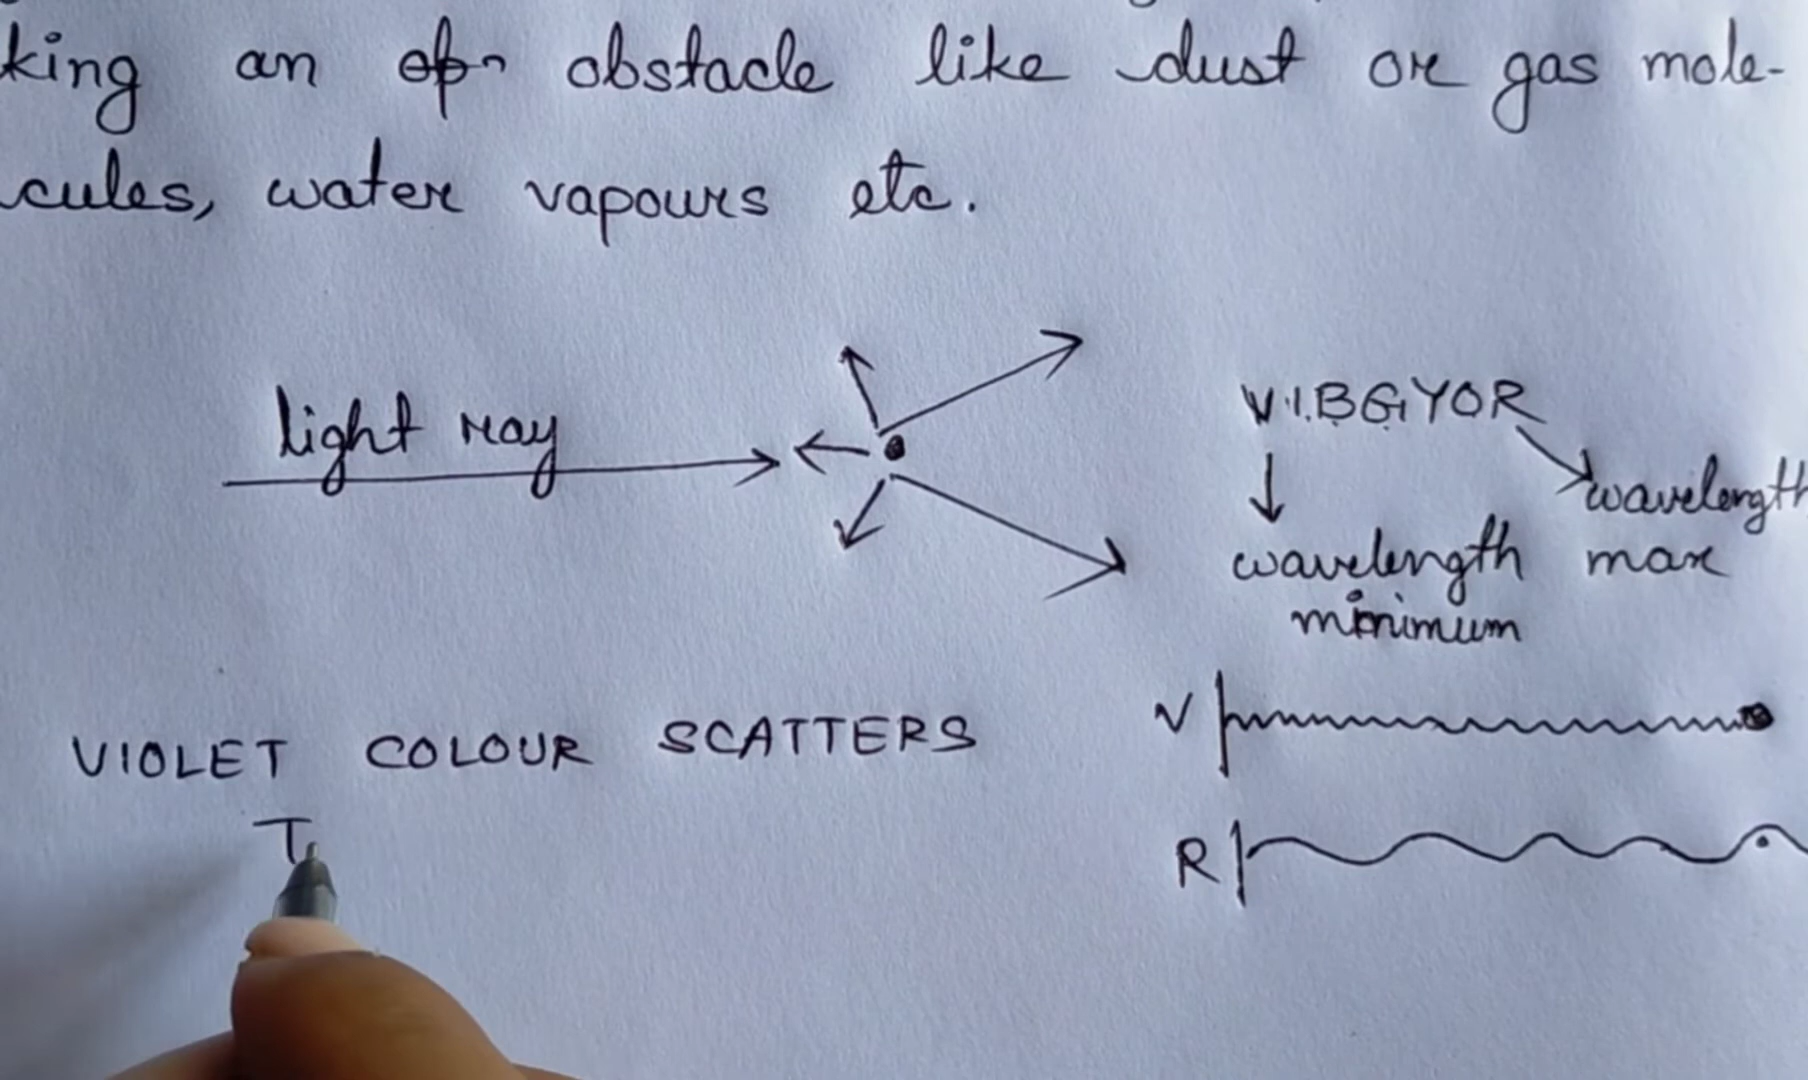 king an obstacle like dust or gas mole-
cules, water vapours etc.
light ray
VIBGYOR
wavelength
max
wavelength
minimum
V
R
VIOLET COLOUR SCATTERS
T